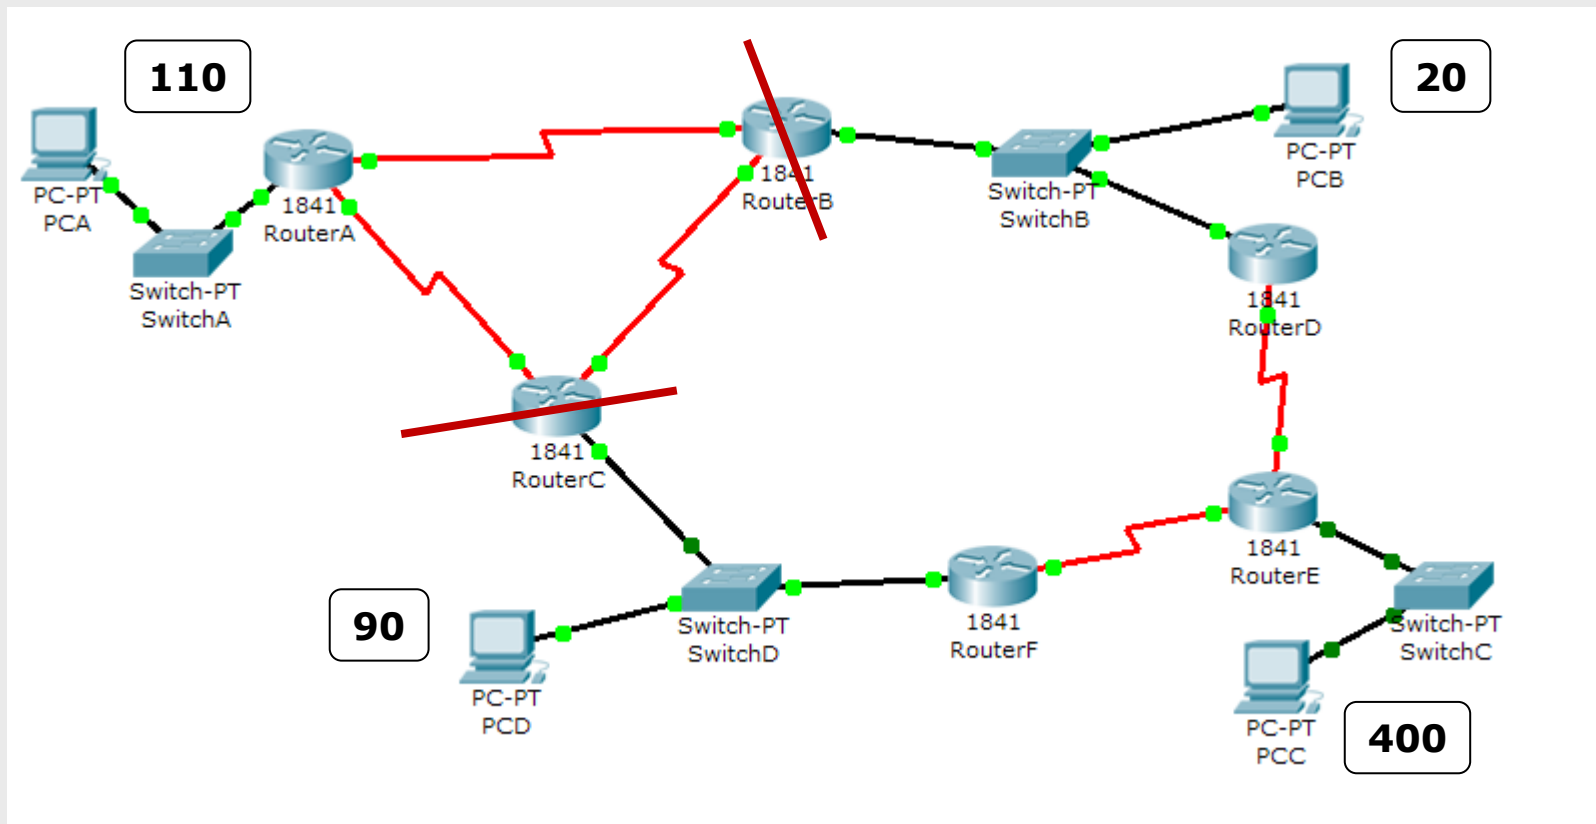 110
20
PC-PT
PCA
1841
RouterA
1841
RouterB
PC-PT
PCB
Switch-PT
SwitchB
Switch-PT
SwitchA
1841
RouterD
1841
RouterC
1841
RouterE
90
Switch-PT
SwitchD
1841
RouterF
Switch-PT
SwitchC
PC-PT
PCD
PC-PT
PCC
400